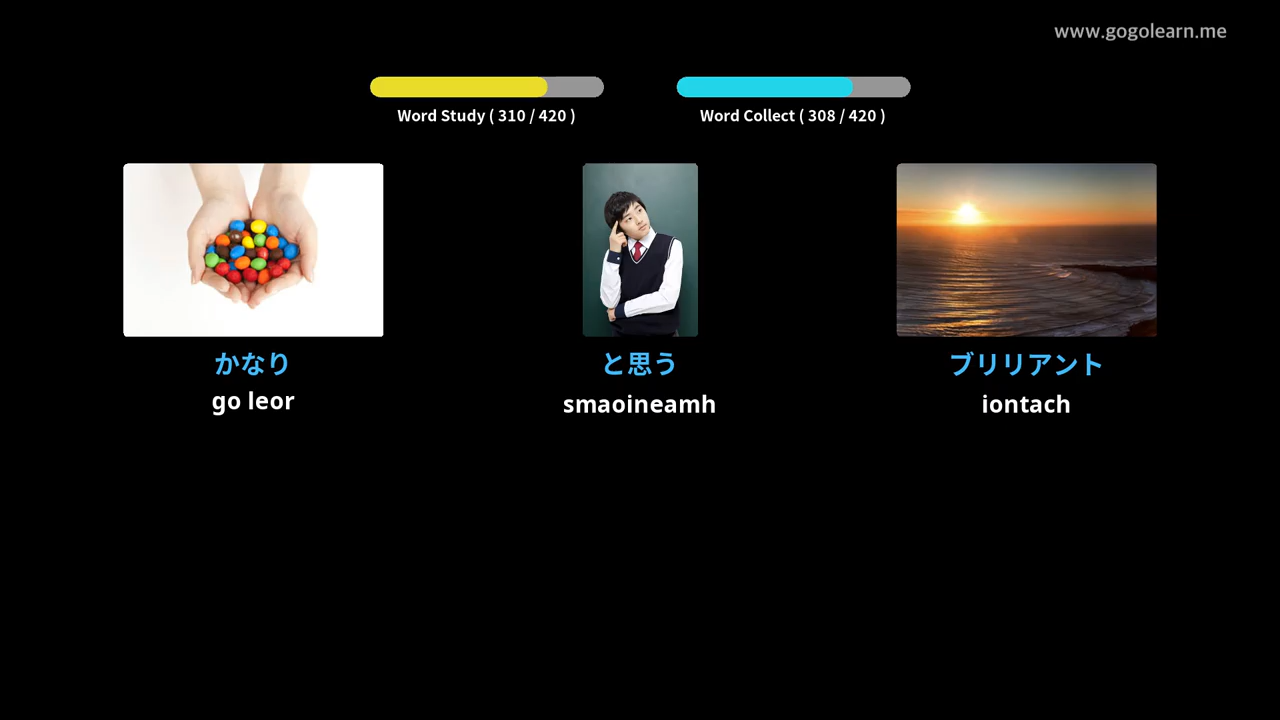 www.gogolearn.me
Word Study ( 310 / 420 )
Word Collect ( 308 / 420 )
かなり
go leor
と思う
smaoineamh
ブリリアント
iontach